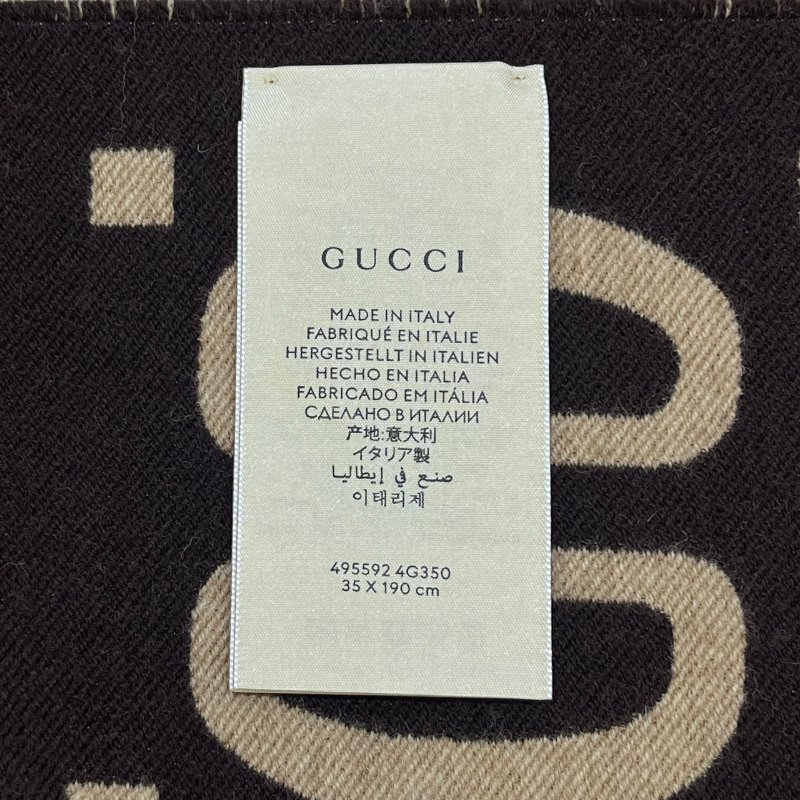 GUCCI
MADE IN ITALY
FABRIQUÉ EN ITALIE
HERGESTELLT IN ITALIEN
HECHO EN ITALIA
FABRICADO EM ITÁLIA
СДЕЛАНО В ИТАЛИИ
产地:意大利
イタリア製
صنع في إيطاليا
이태리제
495592 4G350
35 X 190 cm